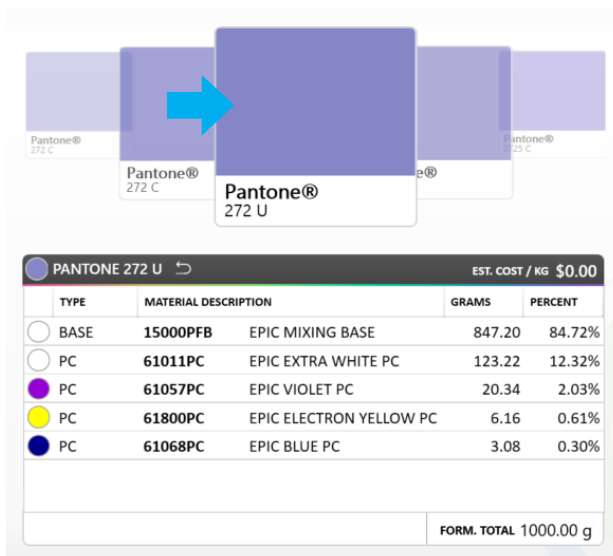 Pantone®
272 C
Pantone®
272 C
Pantone®
272 U
e®
Pantone®
2725 C
PANTONE 272 U EST. COST / KG $0.00
TYPE MATERIAL DESCRIPTION GRAMS PERCENT
BASE 15000PFB EPIC MIXING BASE 847.20 84.72%
PC 61011PC EPIC EXTRA WHITE PC 123.22 12.32%
PC 61057PC EPIC VIOLET PC 20.34 2.03%
PC 61800PC EPIC ELECTRON YELLOW PC 6.16 0.61%
PC 61068PC EPIC BLUE PC 3.08 0.30%
FORM. TOTAL 1000.00 g